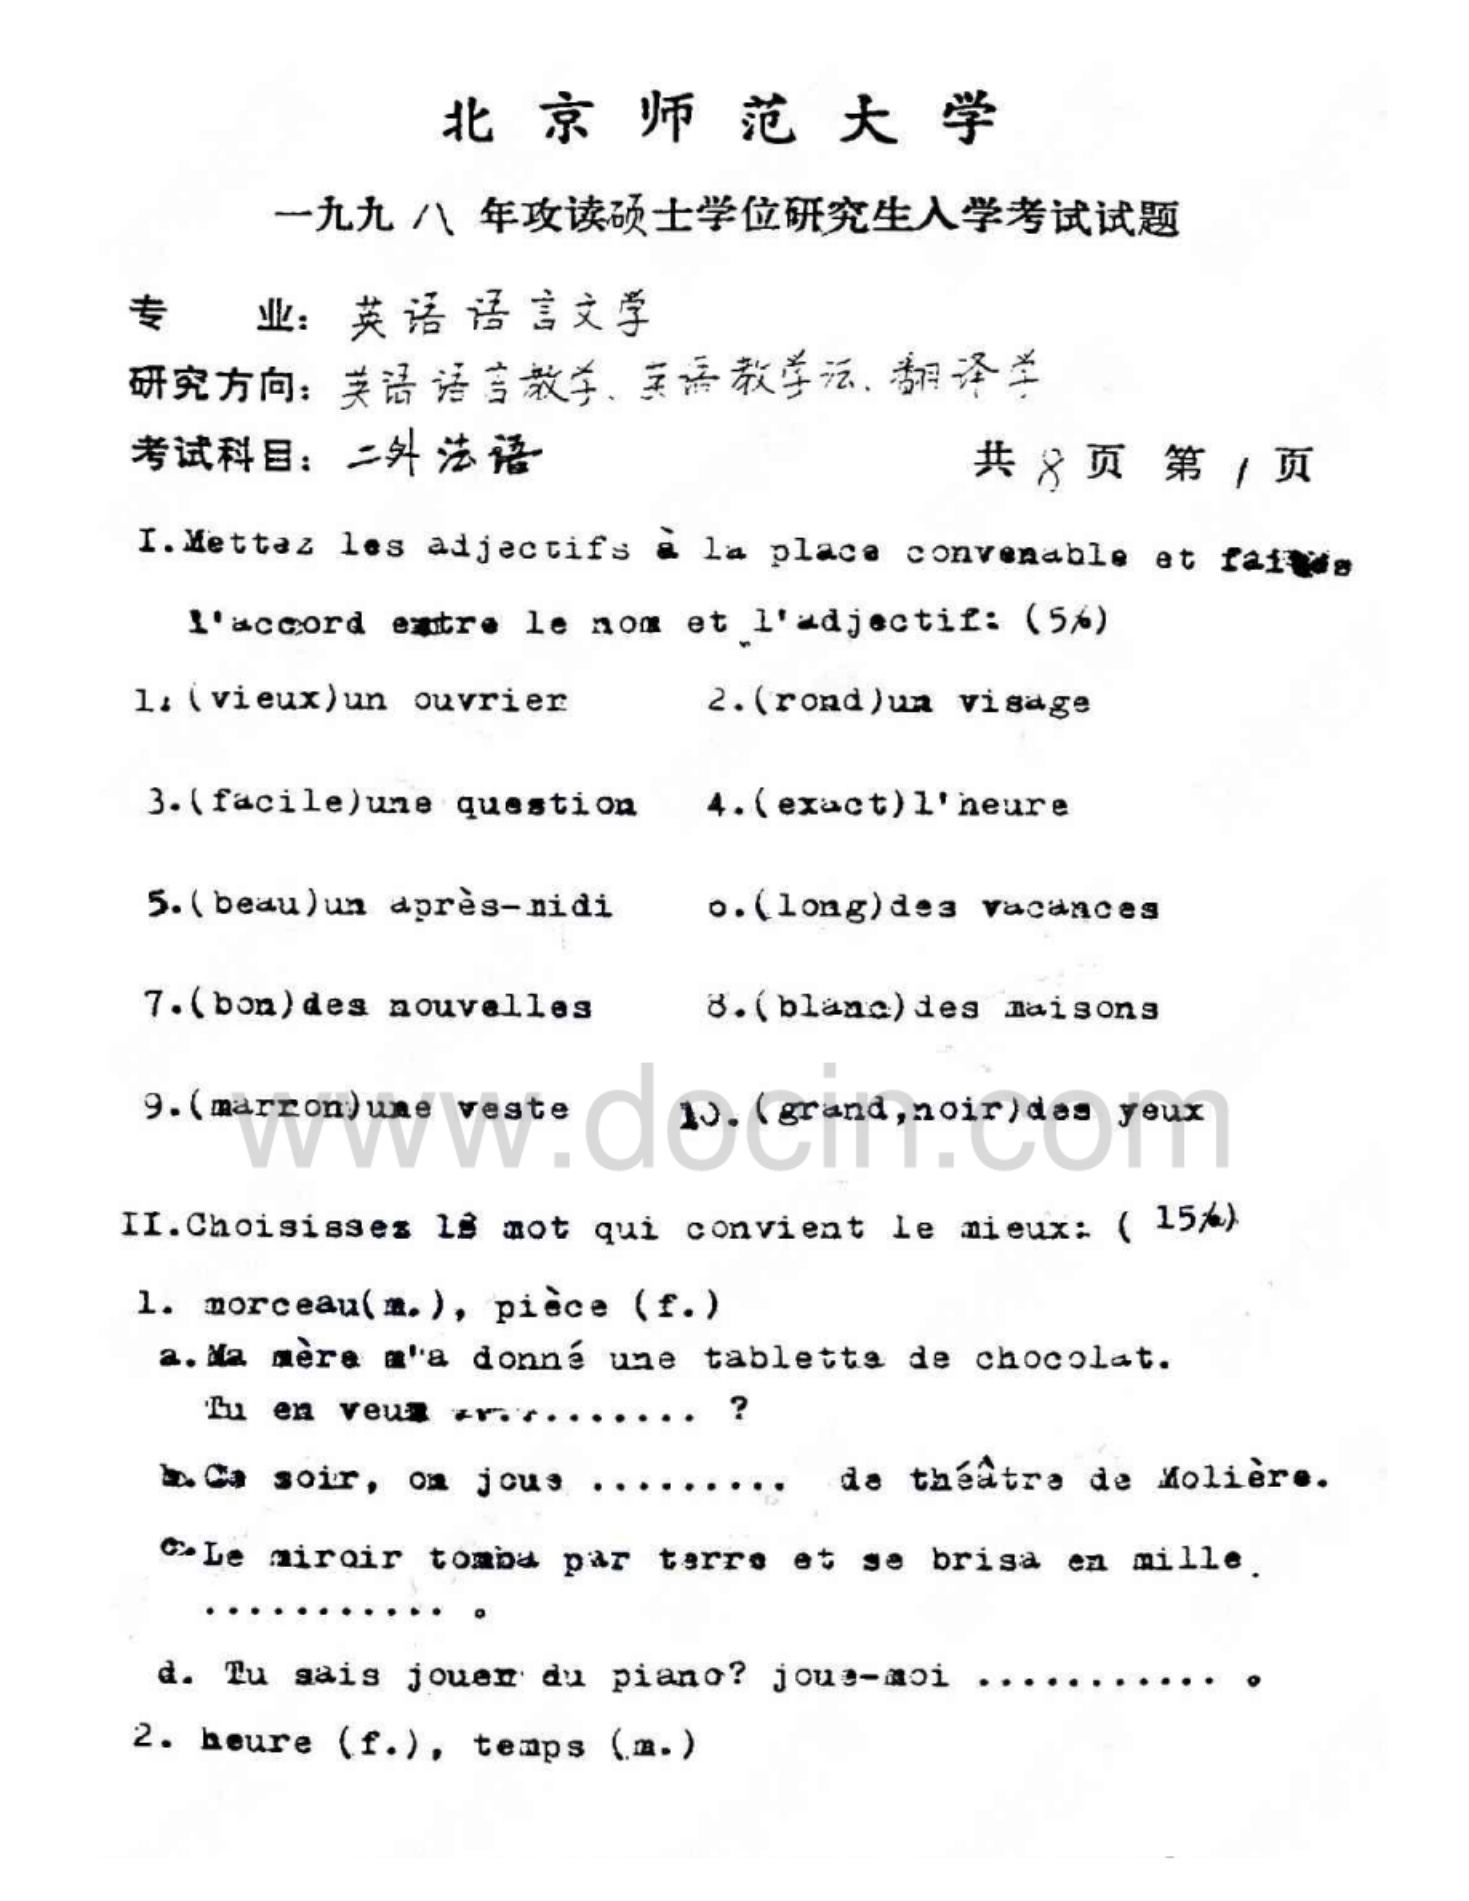 北京师范大学
一九九八年攻读硕士学位研究生入学考试试题
专 业: 英语语言文学
研究方向: 英语语言教学、英语教学法、翻译学
考试科目: 二外法语 共8页 第1页
I.Mettez les adjectifs à la place convenable et faites
l'accord entre le nom et l'adjectif: (5%)
1.(vieux)un ouvrier 2.(rond)un visage
3.(facile)une question 4.(exact)l'heure
5.(beau)un après-midi 6.(long)des vacances
7.(bon)des nouvelles 8.(blanc)des maisons
9.(marron)une veste 10.(grand,noir)des yeux
www.docin.com
II.Choisissez le mot qui convient le mieux: ( 15%)
1. morceau(m.), pièce (f.)
a.Ma mère m'a donné une tablette de chocolat.
Tu en veux ........... ?
b.Ce soir, on joue ......... de théâtre de Molière.
c.Le miroir tomba par terre et se brisa en mille.
........... 。
d. Tu sais jouer du piano? joue-moi ........... 。
2. heure (f.), temps (m.)